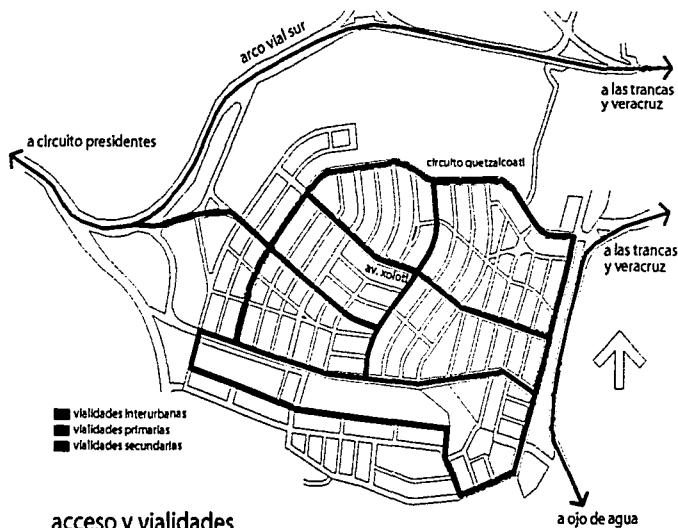 arco vial sur
a las trancas
y veracruz
a circuito presidentes
circuito quetzalcoatl
a las trancas
y veracruz
av. xolotl
vialidades interurbanas
vialidades primarias
vialidades secundarias
acceso y vialidades
a ojo de agua